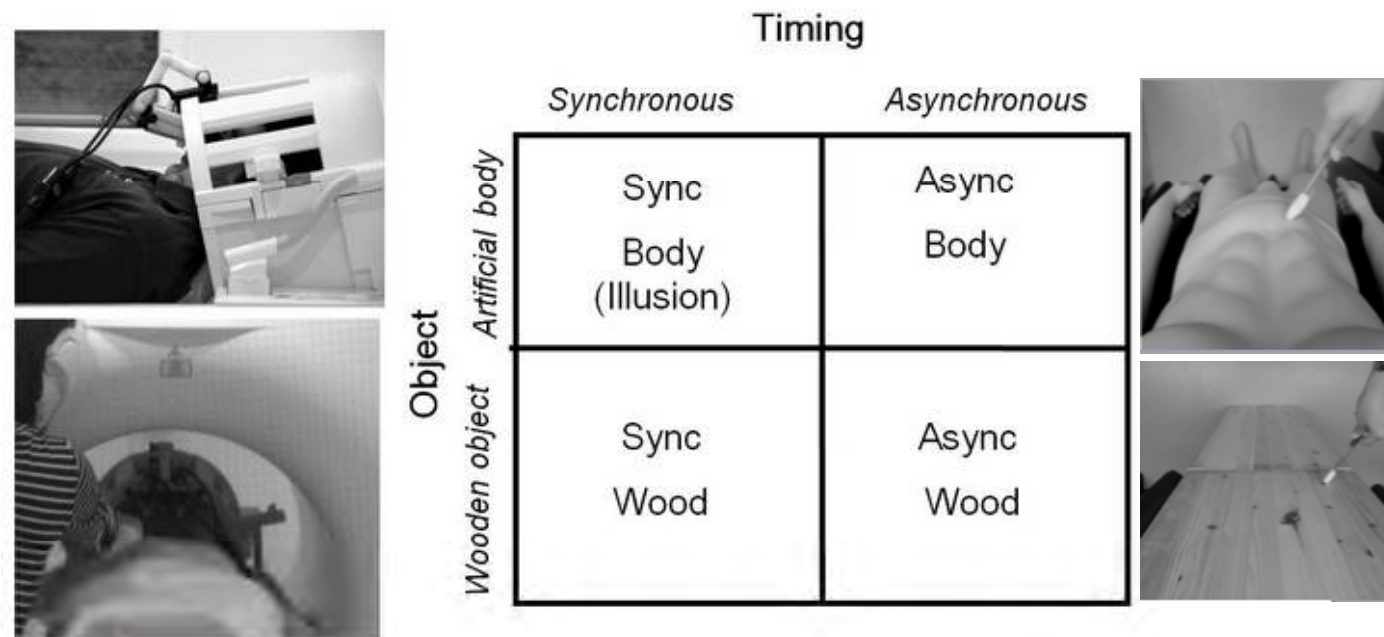 Timing
Synchronous Asynchronous
Object
Artificial body
Sync
Body
(Illusion)
Async
Body
Wooden object
Sync
Wood
Async
Wood